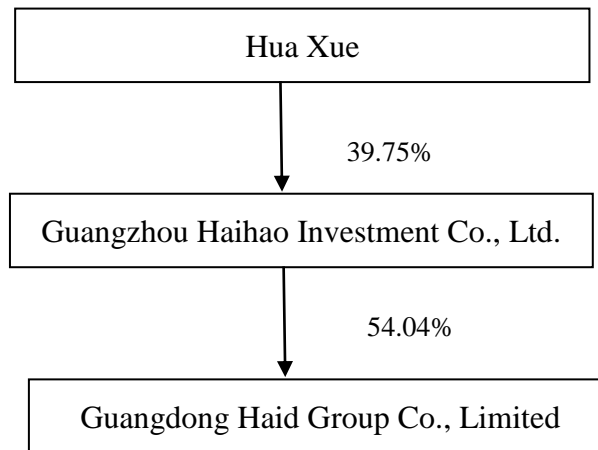 Hua Xue
39.75%
Guangzhou Haihao Investment Co., Ltd.
54.04%
Guangdong Haid Group Co., Limited